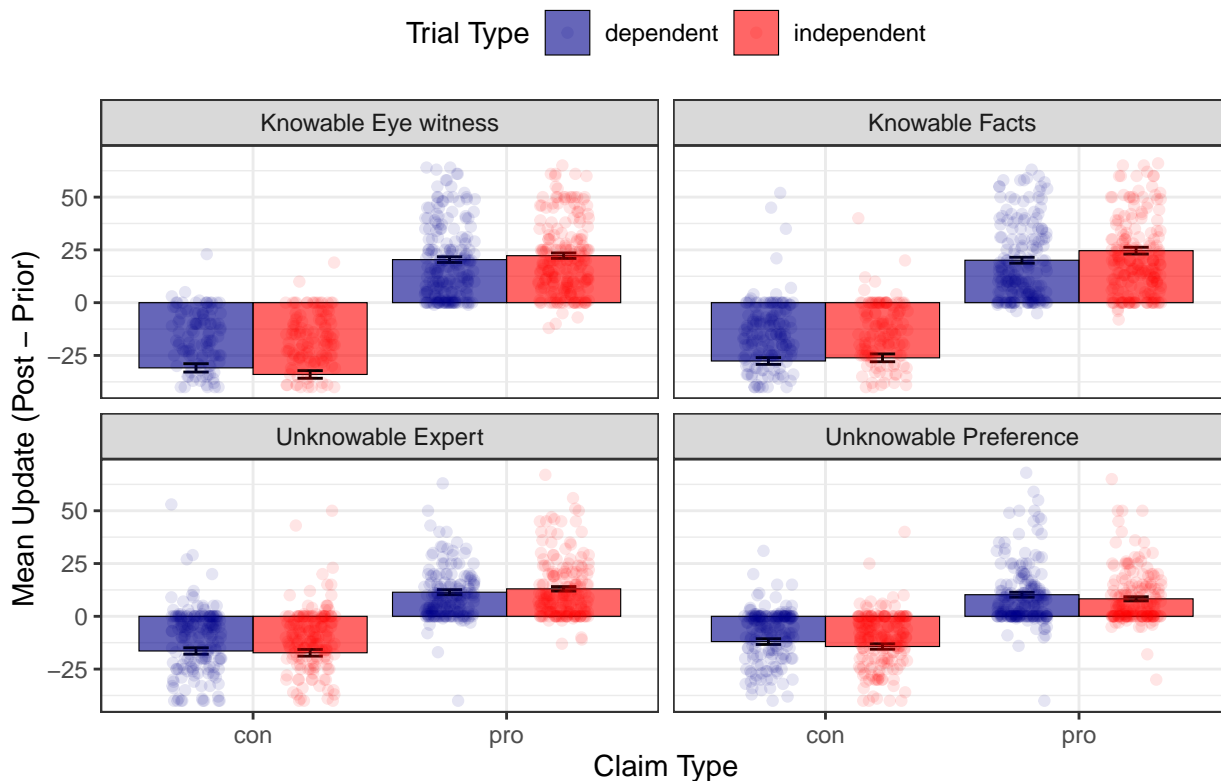 Trial Type dependent independent
Knowable Eye witness
Knowable Facts
50
25
0
−25
Unknowable Expert
Unknowable Preference
50
25
0
−25
con
pro
con
pro
Mean Update (Post − Prior)
Claim Type